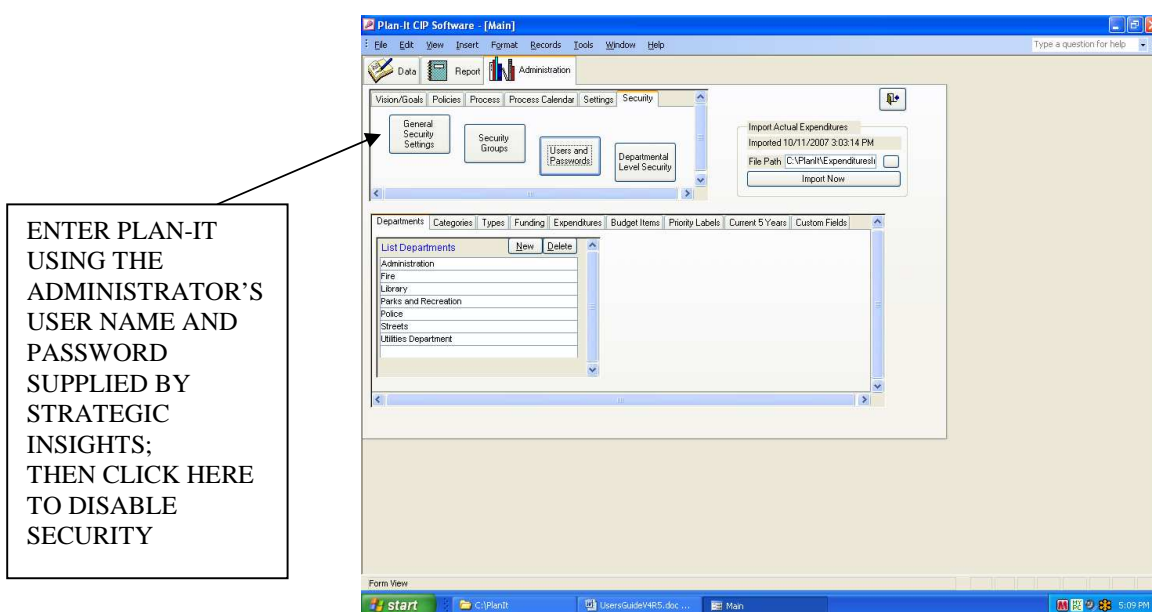 Plan-It CIP Software - [Main]
File Edit View Insert Format Records Tools Window Help
Type a question for help
Data Report Administration
Vision/Goals Policies Process Process Calendar Settings Security
General
Security
Settings
Security
Groups
Users and
Passwords
Departmental
Level Security
Import Actual Expenditures
Imported 10/11/2007 3:03:14 PM
File Path C:\PlanIt\Expenditures
Import Now
ENTER PLAN-IT
USING THE
ADMINISTRATOR’S
USER NAME AND
PASSWORD
SUPPLIED BY
STRATEGIC
INSIGHTS;
THEN CLICK HERE
TO DISABLE
SECURITY
Departments Categories Types Funding Expenditures Budget Items Priority Labels Current 5 Years Custom Fields
List Departments New Delete
Administration
Fire
Library
Parks and Recreation
Police
Streets
Utilities Department
Form View
start C:\PlanIt UsersGuideV4R5.doc ... Main 5:09 PM